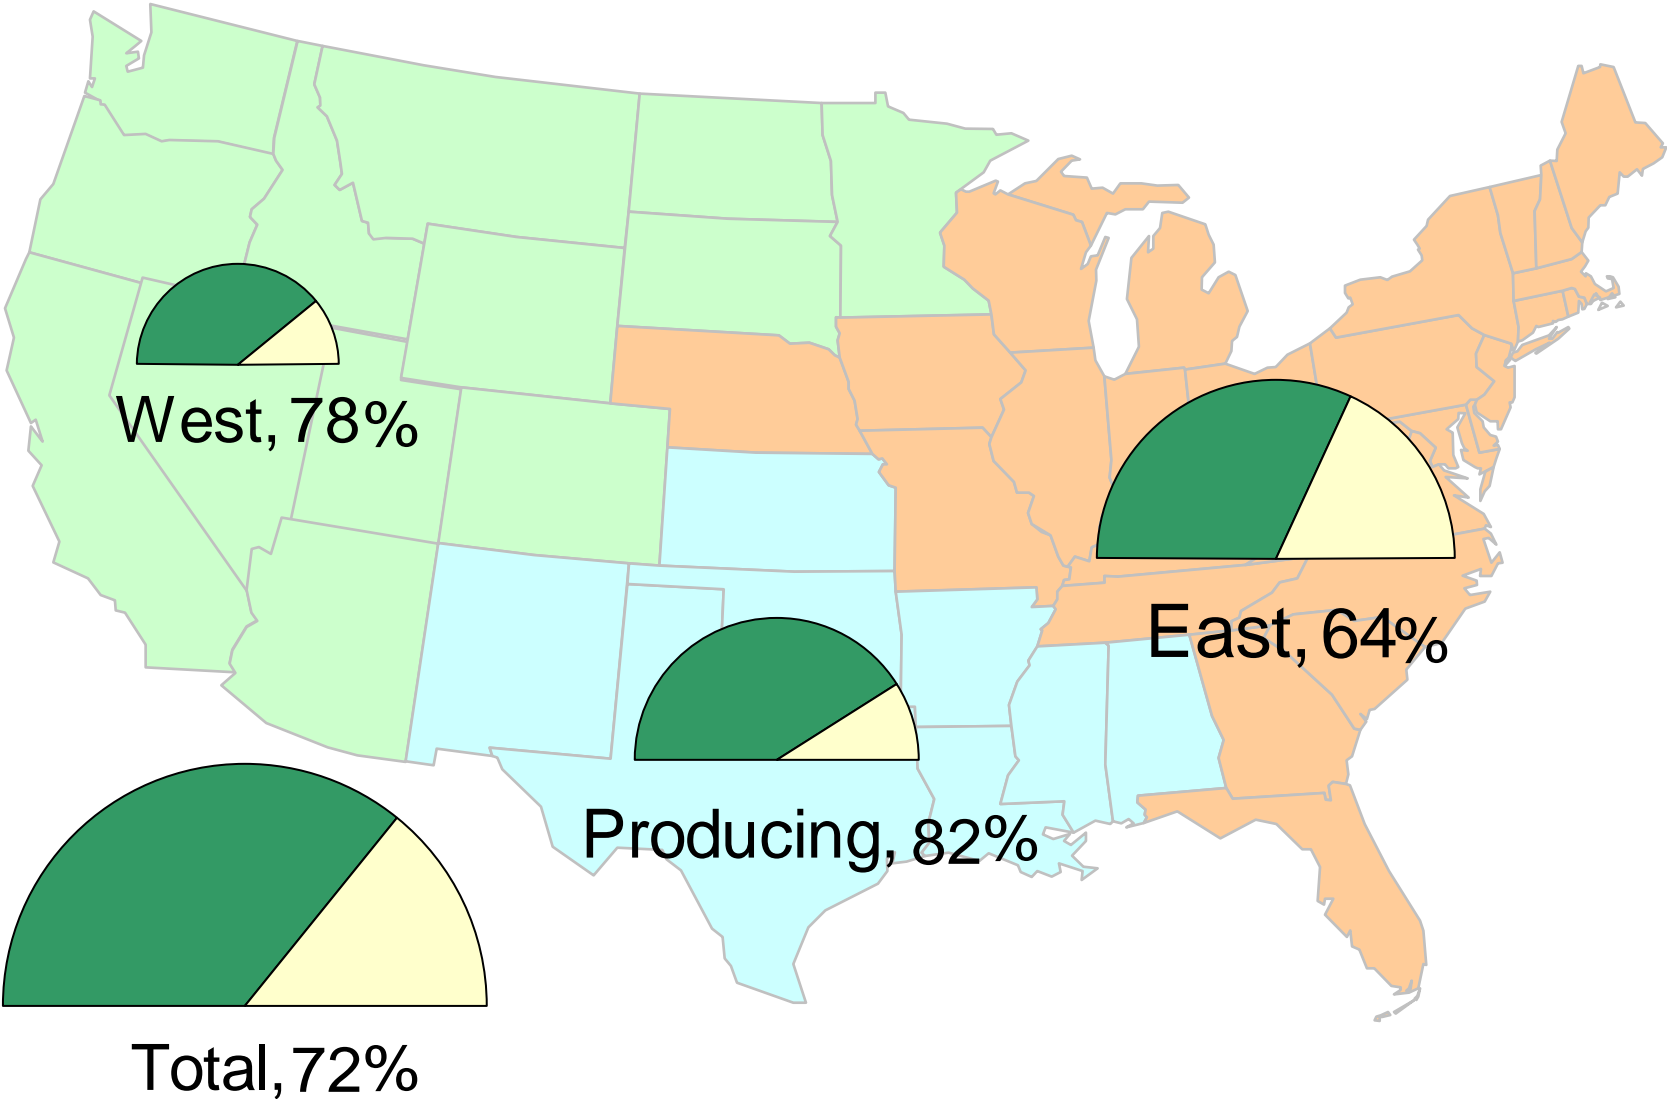 West, 78%
East, 64%
Producing, 82%
Total, 72%